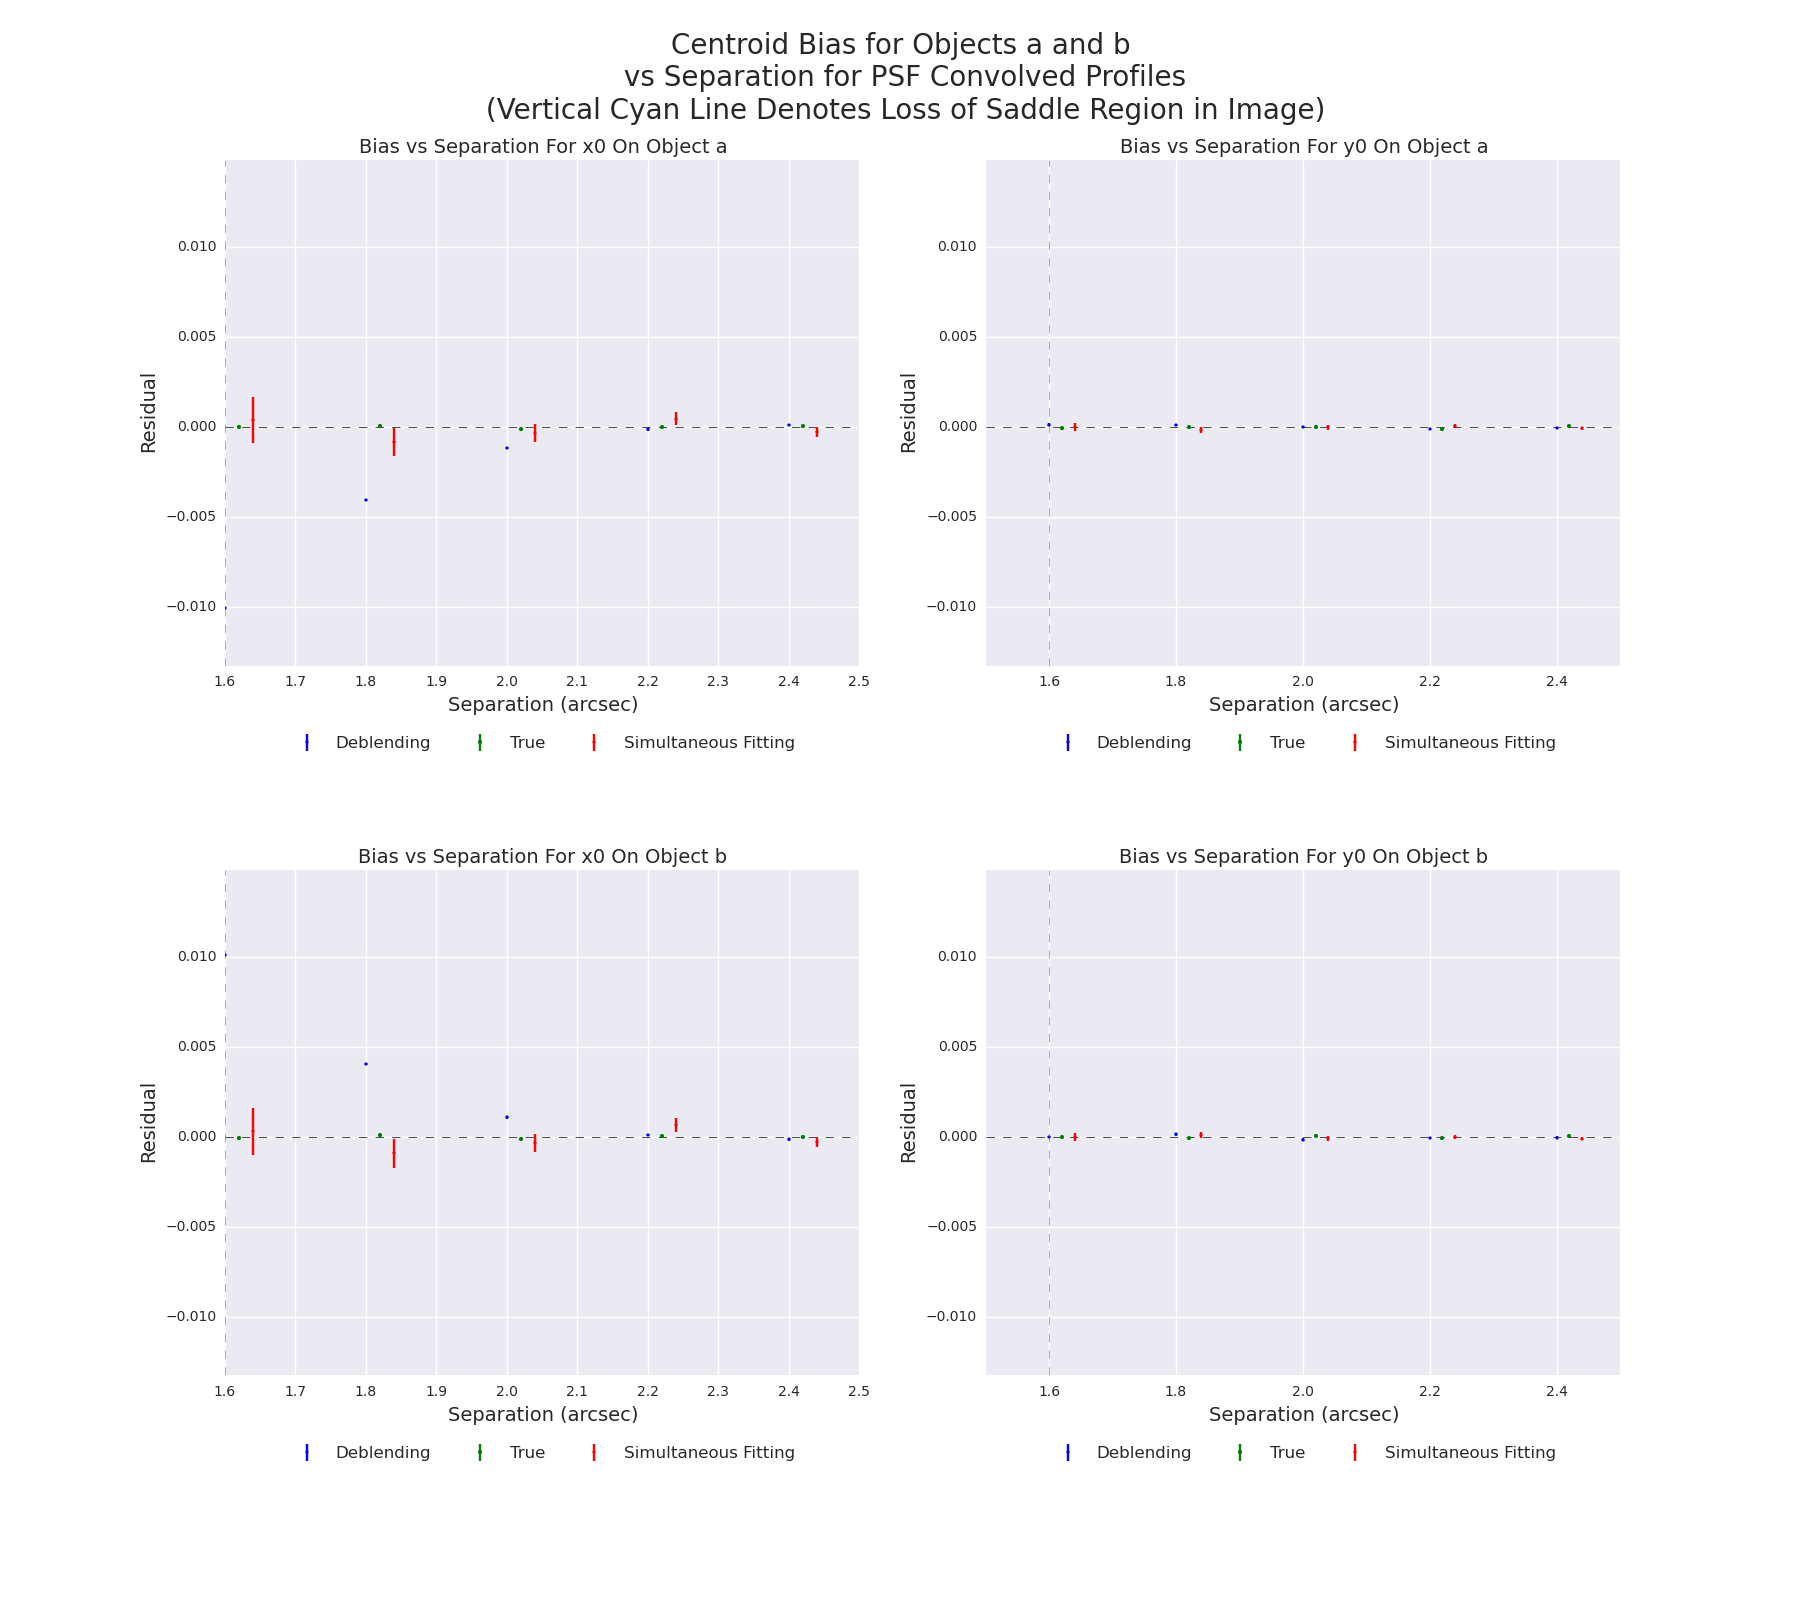 Centroid Bias for Objects a and b
vs Separation for PSF Convolved Profiles
(Vertical Cyan Line Denotes Loss of Saddle Region in Image)
Bias vs Separation For x0 On Object a
0.010
0.005
0.000
−0.005
−0.010
Residual
1.6 1.7 1.8 1.9 2.0 2.1 2.2 2.3 2.4 2.5
Separation (arcsec)
Deblending True Simultaneous Fitting
Bias vs Separation For y0 On Object a
0.010
0.005
0.000
−0.005
−0.010
Residual
1.6 1.8 2.0 2.2 2.4
Separation (arcsec)
Deblending True Simultaneous Fitting
Bias vs Separation For x0 On Object b
0.010
0.005
0.000
−0.005
−0.010
Residual
1.6 1.7 1.8 1.9 2.0 2.1 2.2 2.3 2.4 2.5
Separation (arcsec)
Deblending True Simultaneous Fitting
Bias vs Separation For y0 On Object b
0.010
0.005
0.000
−0.005
−0.010
Residual
1.6 1.8 2.0 2.2 2.4
Separation (arcsec)
Deblending True Simultaneous Fitting